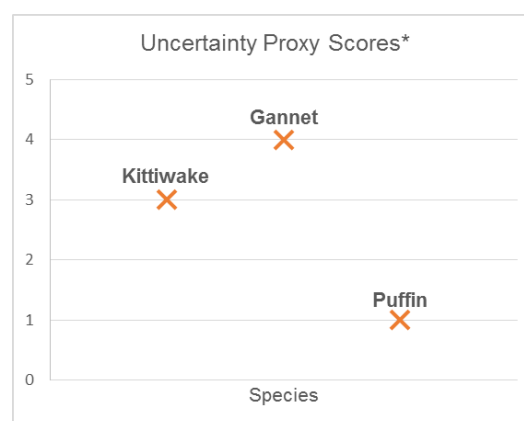 Uncertainty Proxy Scores*
5
Gannet
4
Kittiwake
3
2
Puffin
1
0
Species